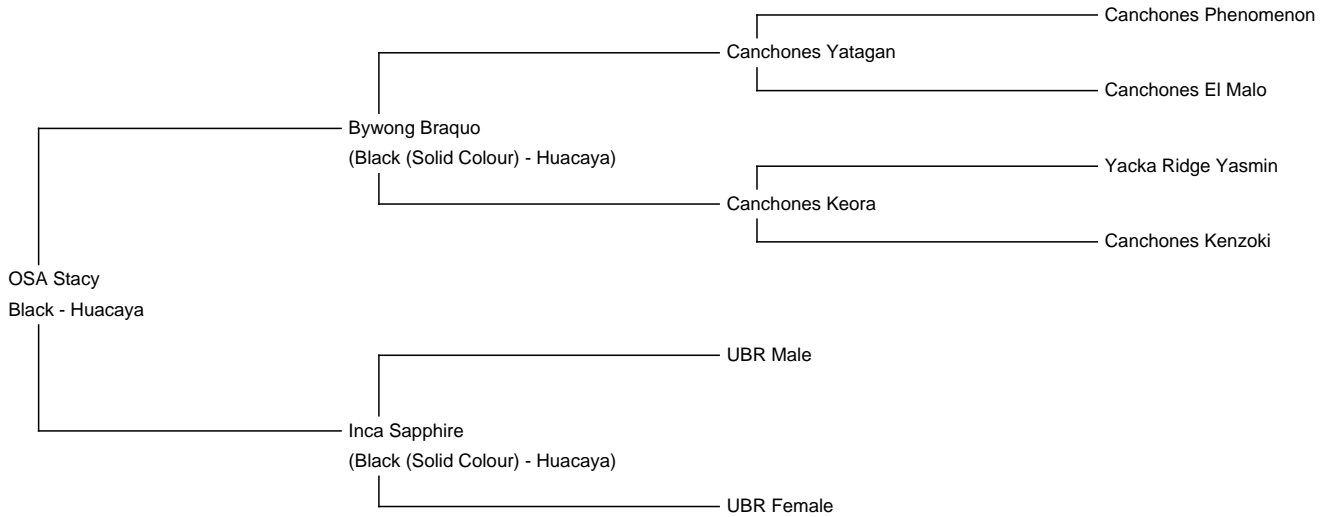 Canchones Phenomenon
Canchones Yatagan
Canchones El Malo
Bywong Braquo
(Black (Solid Colour) - Huacaya)
Yacka Ridge Yasmin
Canchones Keora
Canchones Kenzoki
OSA Stacy
Black - Huacaya
UBR Male
Inca Sapphire
(Black (Solid Colour) - Huacaya)
UBR Female